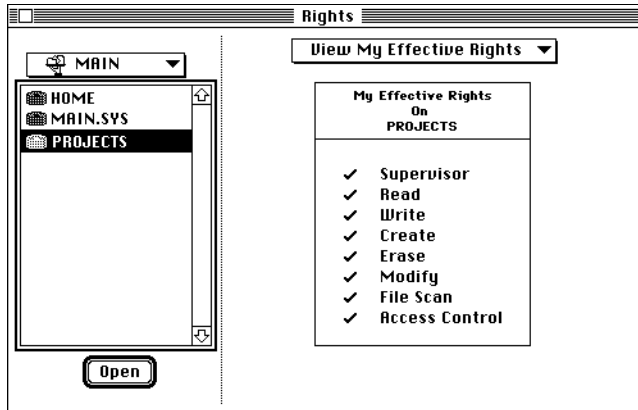 Rights
View My Effective Rights
MAIN
HOME
MAIN.SYS
PROJECTS
Open
My Effective Rights
On
PROJECTS
Supervisor
Read
Write
Create
Erase
Modify
File Scan
Access Control